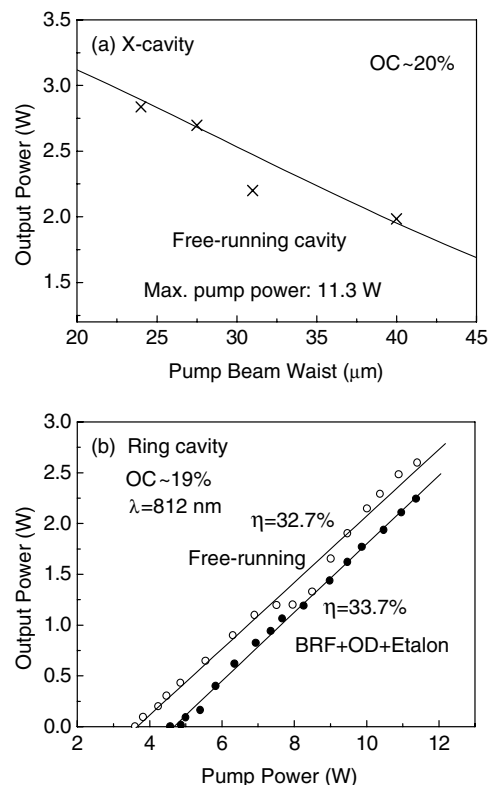 (a) X-cavity
OC~20%
Free-running cavity
Max. pump power: 11.3 W
Output Power (W)
3.5
3.0
2.5
2.0
1.5
20 25 30 35 40 45
Pump Beam Waist (μm)
(b) Ring cavity
OC~19%
λ=812 nm
η=32.7%
Free-running
η=33.7%
BRF+OD+Etalon
Output Power (W)
3.0
2.5
2.0
1.5
1.0
0.5
0.0
2 4 6 8 10 12
Pump Power (W)